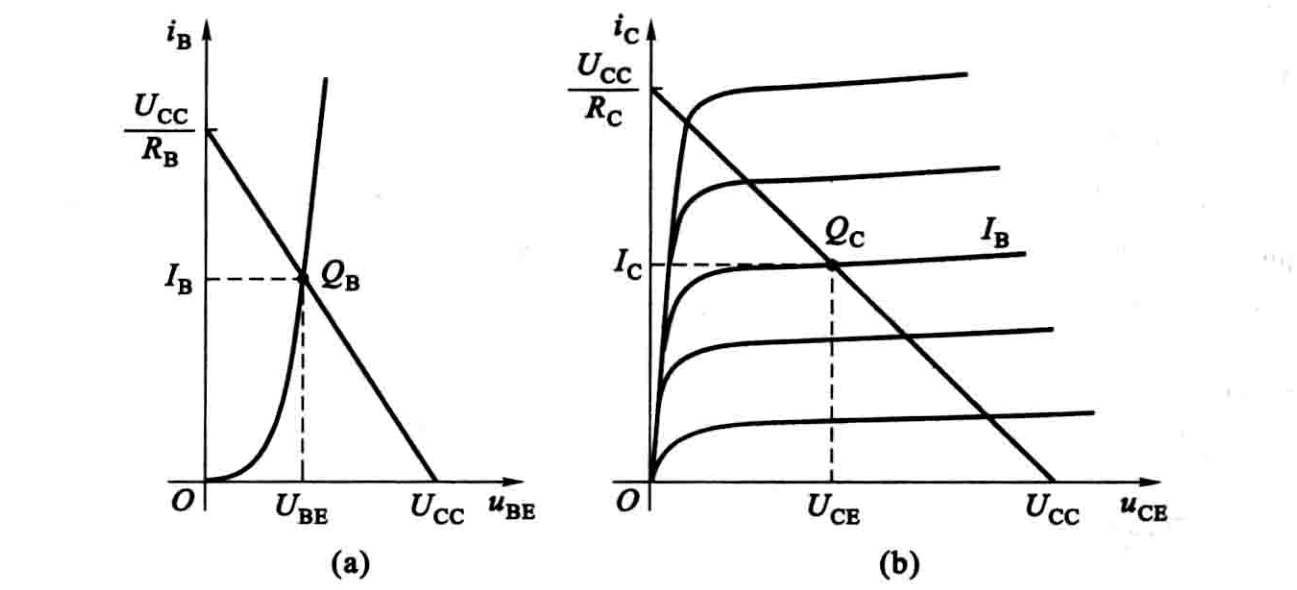 i_B
U_CC
R_B
I_B
Q_B
O
U_BE
U_CC
u_BE
(a)
i_C
U_CC
R_C
Q_C
I_B
I_C
O
U_CE
U_CC
u_CE
(b)